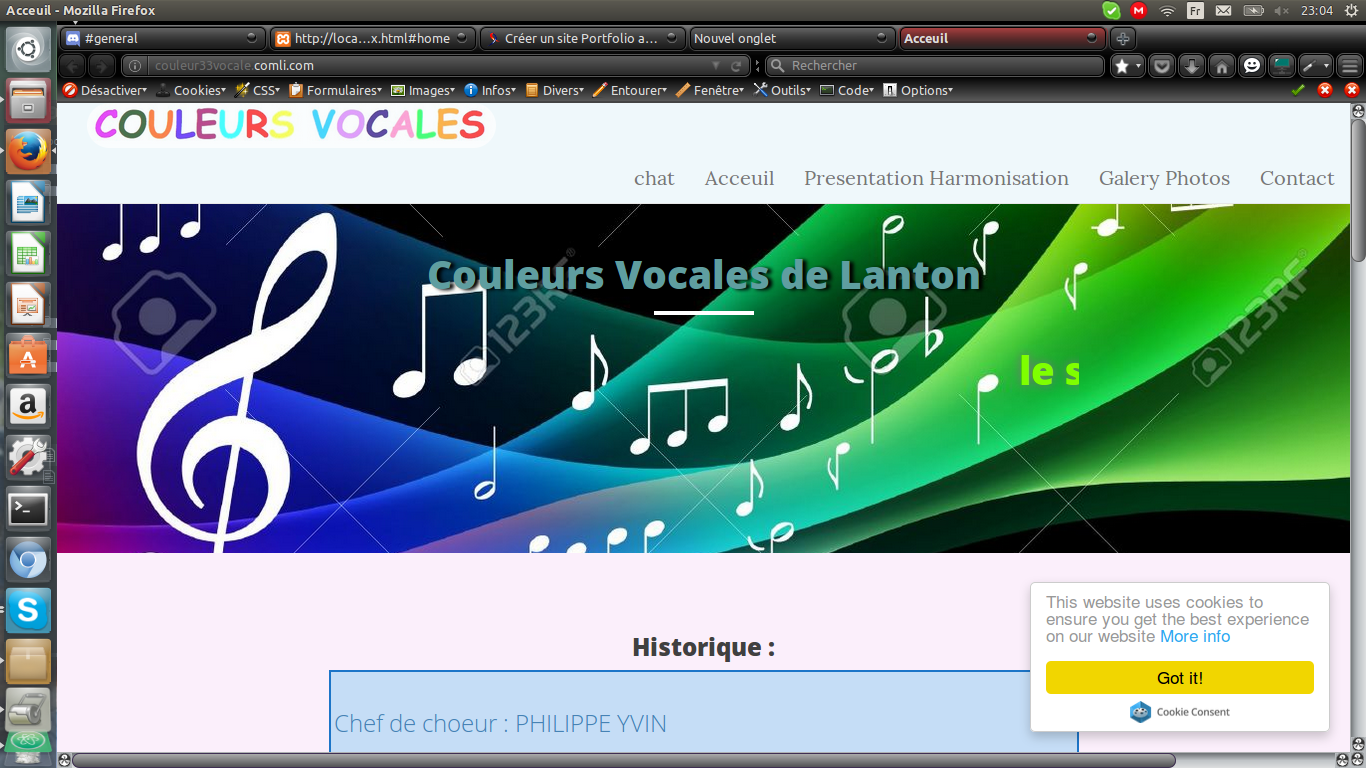 Acceuil - Mozilla Firefox
Fr
23:04
#general
http://loca...x.html#home
Créer un site Portfolio a...
Nouvel onglet
Acceuil
couleur33vocale.comli.com
Rechercher
Désactiver
Cookies
CSS
Formulaires
Images
Infos
Divers
Entourer
Fenêtre
Outils
Code
Options
COULEURS VOCALES
chat
Acceuil
Presentation Harmonisation
Galery Photos
Contact
Couleurs Vocales de Lanton
123RF®
123RF®
le s
This website uses cookies to
ensure you get the best experience
on our website More info
Got it!
Cookie Consent
Historique :
Chef de choeur : PHILIPPE YVIN